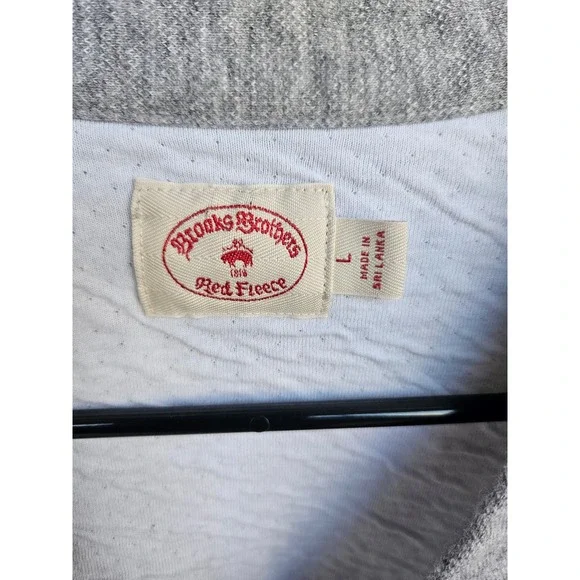 Brooks Brothers
1818
Red Fleece
L
MADE IN
SRI LANKA